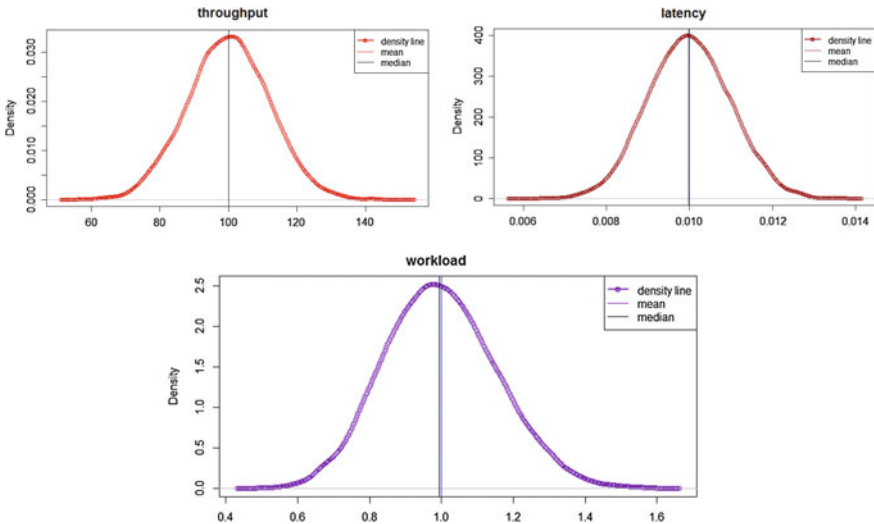 throughput
latency
0.030
0.020
0.010
0.000
Density
density line
mean
median
60
80
100
120
140
400
300
200
100
0
Density
density line
mean
median
0.006
0.008
0.010
0.012
0.014
workload
2.5
2.0
1.5
1.0
0.5
0.0
Density
density line
mean
median
0.4
0.6
0.8
1.0
1.2
1.4
1.6